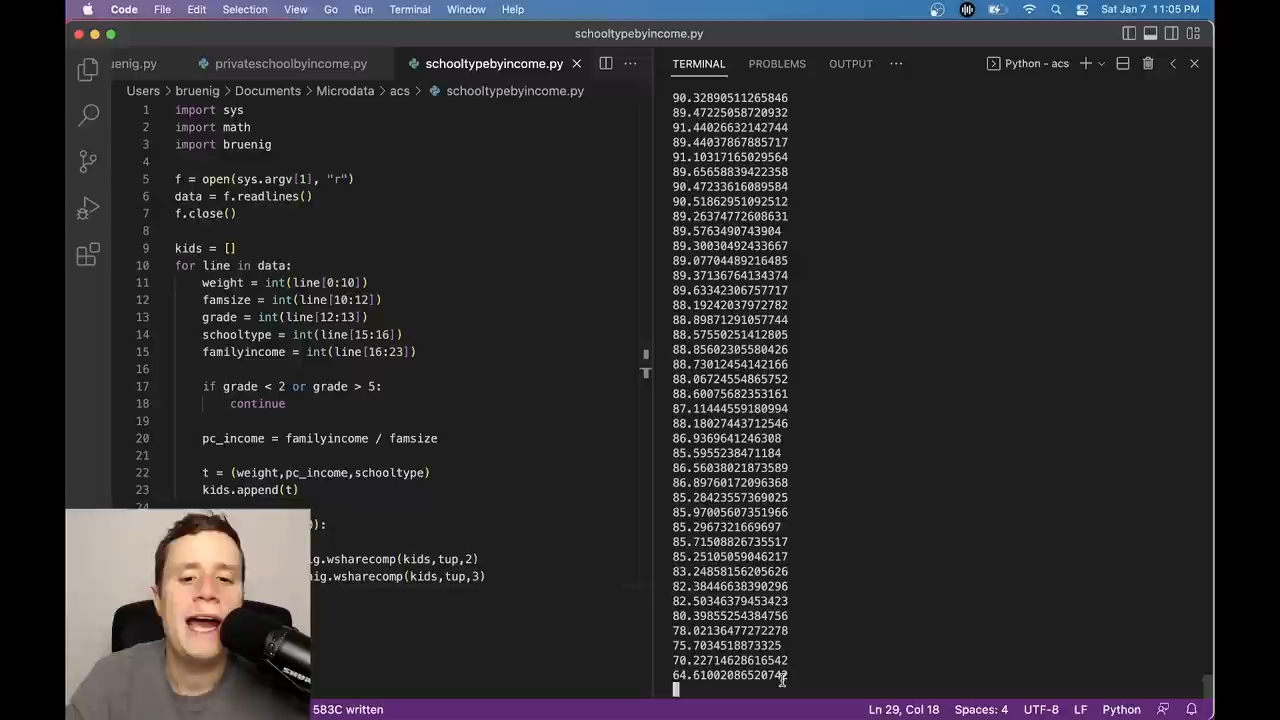 Code File Edit Selection View Go Run Terminal Window Help Sat Jan 7 11:05 PM
schooltypebyincome.py
uenig.py privateschoolbyincome.py schooltypebyincome.py
Users bruenig Documents Microdata acs schooltypebyincome.py
1 import sys
2 import math
3 import bruenig
4
5 f = open(sys.argv[1], "r")
6 data = f.readlines()
7 f.close()
8
9 kids = []
10 for line in data:
11 weight = int(line[0:10])
12 famsize = int(line[10:12])
13 grade = int(line[12:13])
14 schooltype = int(line[15:16])
15 familyincome = int(line[16:23])
16
17 if grade < 2 or grade > 5:
18 continue
19
20 pc_income = familyincome / famsize
21
22 t = (weight,pc_income,schooltype)
23 kids.append(t)
24
):
ig.wsharecomp(kids,tup,2)
nig.wsharecomp(kids,tup,3)
TERMINAL PROBLEMS OUTPUT Python - acs
90.32890511265846
89.47225058720932
91.44026632142744
89.44037867885717
91.10317165029564
89.65658839422358
90.47233616089584
90.51862951092512
89.26374772608631
89.5763490743904
89.30030492433667
89.07704489216485
89.37136764134374
89.63342306757717
88.19242037972782
88.89871291057744
88.57550251412805
88.85602305580426
88.73012454142166
88.06724554865752
88.60075682353161
87.11444559180994
88.18027443712546
86.9369641246308
85.5955238471184
86.56038021873589
86.89760172096368
85.28423557369025
85.97005607351966
85.2967321669697
85.71508826735517
85.25105059046217
83.24858156205626
82.38446638390296
82.50346379453423
80.39855254384756
78.02136477272278
75.7034518873325
70.22714628616542
64.61002086520742
583C written Ln 29, Col 18 Spaces: 4 UTF-8 LF Python